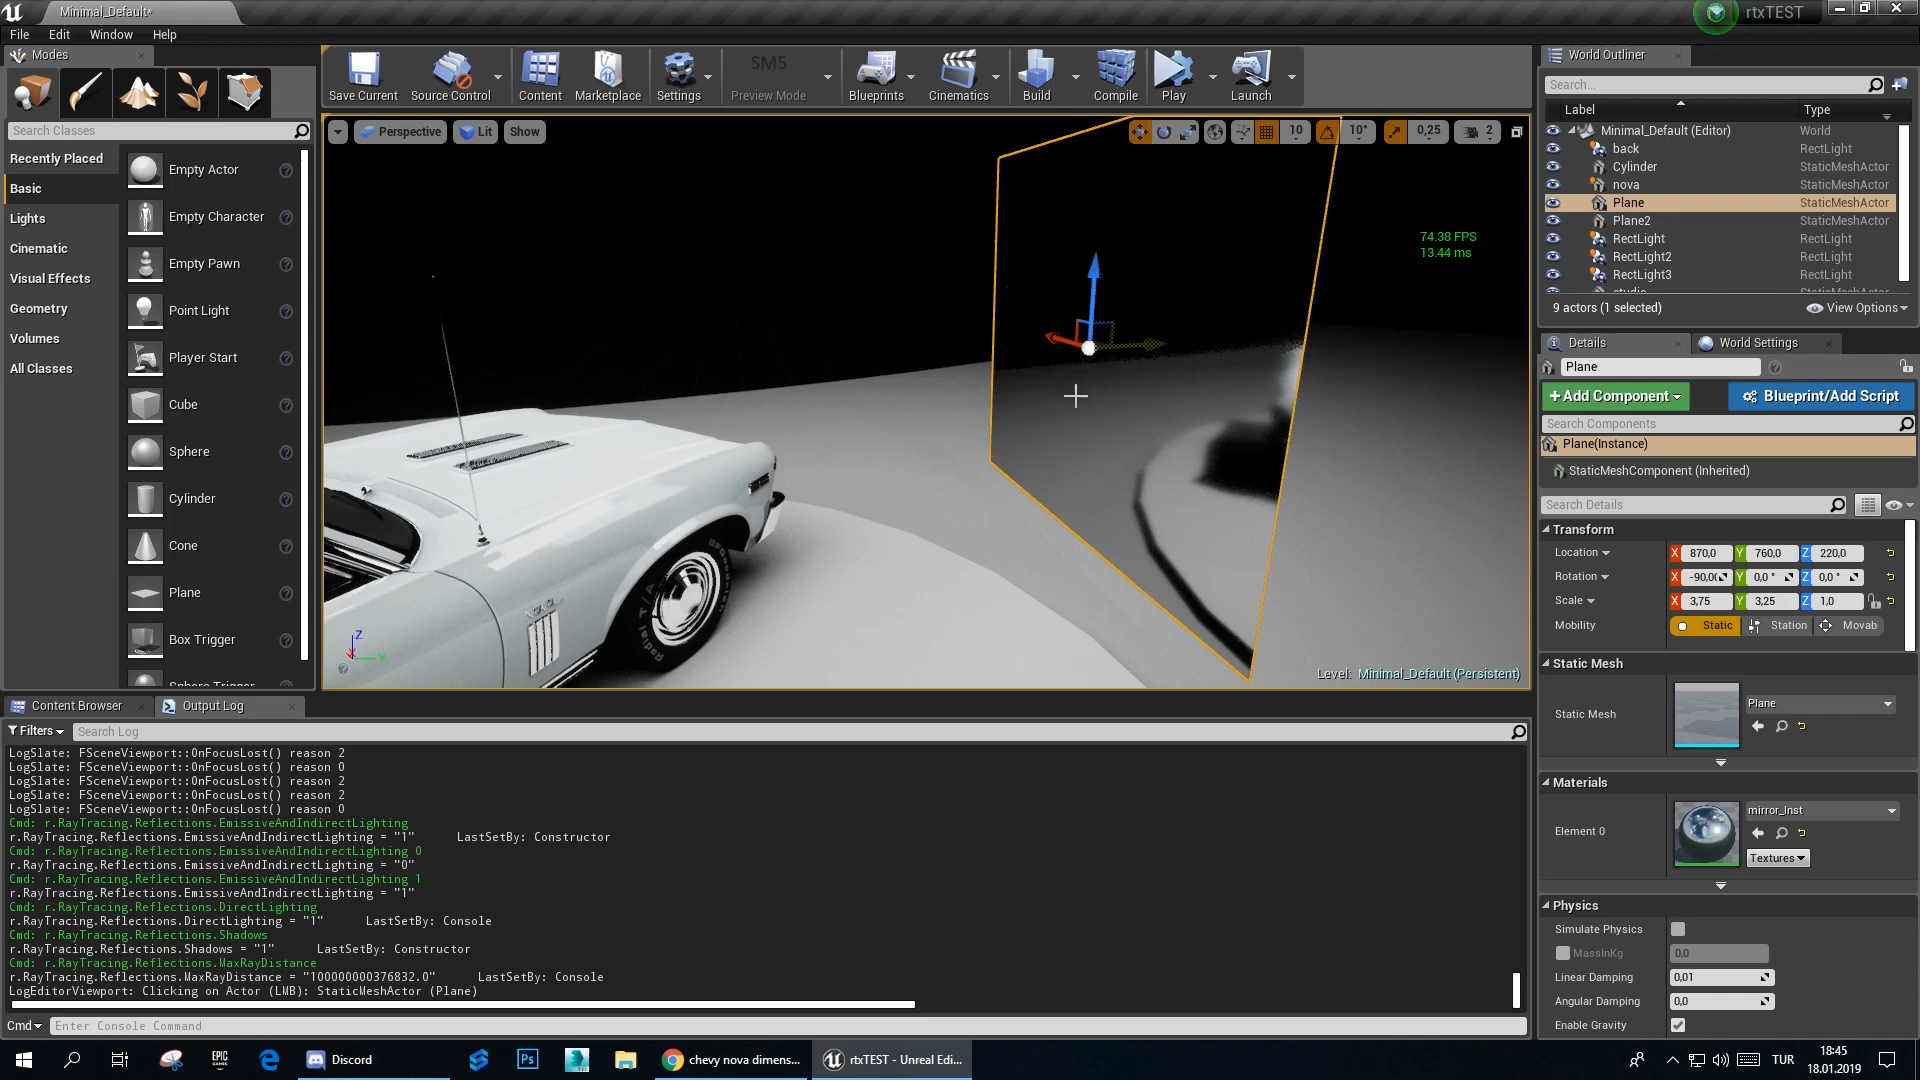 Minimal_Default*
rtxTEST
File Edit Window Help
Modes
Search Classes
Recently Placed
Basic
Lights
Cinematic
Visual Effects
Geometry
Volumes
All Classes
Empty Actor
Empty Character
Empty Pawn
Point Light
Player Start
Cube
Sphere
Cylinder
Cone
Plane
Box Trigger
Sphere Trigger
Save Current
Source Control
Content
Marketplace
Settings
SM5
Preview Mode
Blueprints
Cinematics
Build
Compile
Play
Launch
Perspective Lit Show
10 10° 0,25 2
74.38 FPS
13.44 ms
Radial T/A
Z
X Y
Level: Minimal_Default (Persistent)
World Outliner
Search...
Label Type
Minimal_Default (Editor) World
back RectLight
Cylinder StaticMeshActor
nova StaticMeshActor
Plane StaticMeshActor
Plane2 StaticMeshActor
RectLight RectLight
RectLight2 RectLight
RectLight3 RectLight
9 actors (1 selected) View Options
Details World Settings
Plane
+Add Component Blueprint/Add Script
Search Components
Plane(Instance)
StaticMeshComponent (Inherited)
Search Details
Transform
Location X 870,0 Y 760,0 Z 220,0
Rotation X -90,0( Y 0,0 ° Z 0,0 °
Scale X 3,75 Y 3,25 Z 1,0
Mobility Static Station Movab
Static Mesh
Static Mesh Plane
Materials
Element 0 mirror_Inst
Textures
Physics
Simulate Physics
MassInKg 0,0
Linear Damping 0,01
Angular Damping 0,0
Enable Gravity
Content Browser Output Log
Filters Search Log
LogSlate: FSceneViewport::OnFocusLost() reason 2
LogSlate: FSceneViewport::OnFocusLost() reason 0
LogSlate: FSceneViewport::OnFocusLost() reason 2
LogSlate: FSceneViewport::OnFocusLost() reason 2
LogSlate: FSceneViewport::OnFocusLost() reason 0
Cmd: r.RayTracing.Reflections.EmissiveAndIndirectLighting
r.RayTracing.Reflections.EmissiveAndIndirectLighting = "1" LastSetBy: Constructor
Cmd: r.RayTracing.Reflections.EmissiveAndIndirectLighting 0
r.RayTracing.Reflections.EmissiveAndIndirectLighting = "0"
Cmd: r.RayTracing.Reflections.EmissiveAndIndirectLighting 1
r.RayTracing.Reflections.EmissiveAndIndirectLighting = "1"
Cmd: r.RayTracing.Reflections.DirectLighting
r.RayTracing.Reflections.DirectLighting = "1" LastSetBy: Console
Cmd: r.RayTracing.Reflections.Shadows
r.RayTracing.Reflections.Shadows = "1" LastSetBy: Constructor
Cmd: r.RayTracing.Reflections.MaxRayDistance
r.RayTracing.Reflections.MaxRayDistance = "100000000376832.0" LastSetBy: Console
LogEditorViewport: Clicking on Actor (LMB): StaticMeshActor (Plane)
Cmd Enter Console Command
EPIC GAMES
Discord
Ps
chevy nova dimens...
rtxTEST - Unreal Edi...
TUR
18:45
18.01.2019